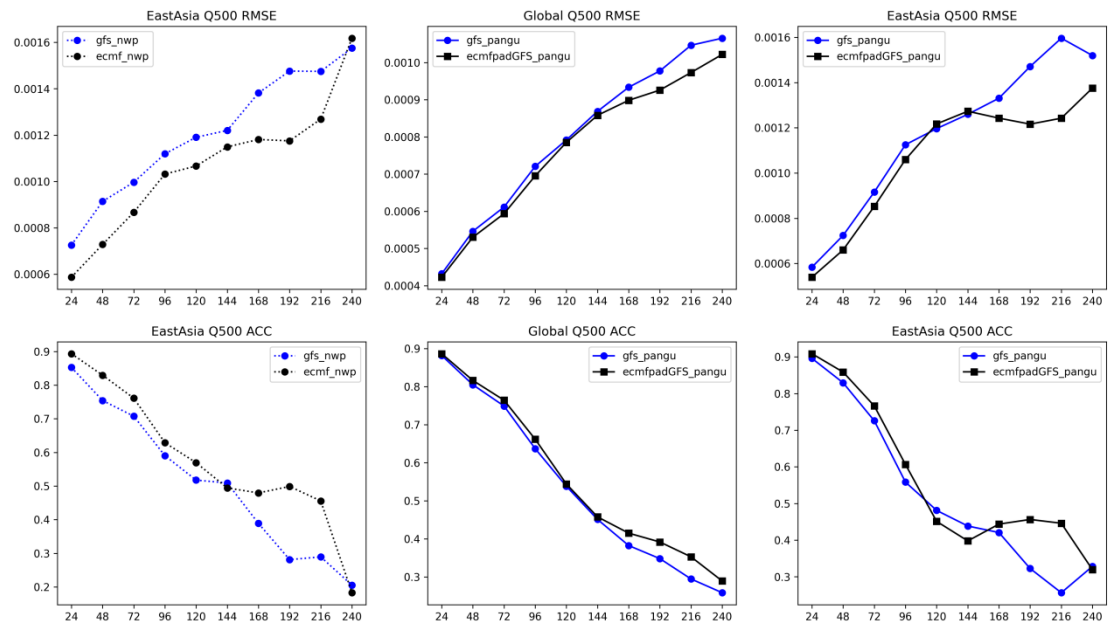 EastAsia Q500 RMSE
gfs_nwp
ecmf_nwp
0.0016
0.0014
0.0012
0.0010
0.0008
0.0006
24 48 72 96 120 144 168 192 216 240
Global Q500 RMSE
gfs_pangu
ecmfpadGFS_pangu
0.0010
0.0009
0.0008
0.0007
0.0006
0.0005
0.0004
24 48 72 96 120 144 168 192 216 240
EastAsia Q500 RMSE
gfs_pangu
ecmfpadGFS_pangu
0.0016
0.0014
0.0012
0.0010
0.0008
0.0006
24 48 72 96 120 144 168 192 216 240
EastAsia Q500 ACC
gfs_nwp
ecmf_nwp
0.9
0.8
0.7
0.6
0.5
0.4
0.3
0.2
24 48 72 96 120 144 168 192 216 240
Global Q500 ACC
gfs_pangu
ecmfpadGFS_pangu
0.9
0.8
0.7
0.6
0.5
0.4
0.3
24 48 72 96 120 144 168 192 216 240
EastAsia Q500 ACC
gfs_pangu
ecmfpadGFS_pangu
0.9
0.8
0.7
0.6
0.5
0.4
0.3
24 48 72 96 120 144 168 192 216 240